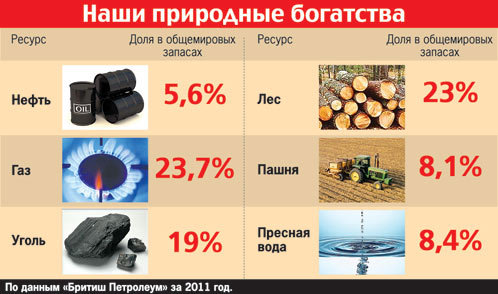 Наши природные богатства
Ресурс
Доля в общемировых
запасах
Нефть
OIL
5,6%
Газ
23,7%
Уголь
19%
Ресурс
Доля в общемировых
запасах
Лес
23%
Пашня
8,1%
Пресная
вода
8,4%
По данным «Бритиш Петролеум» за 2011 год.